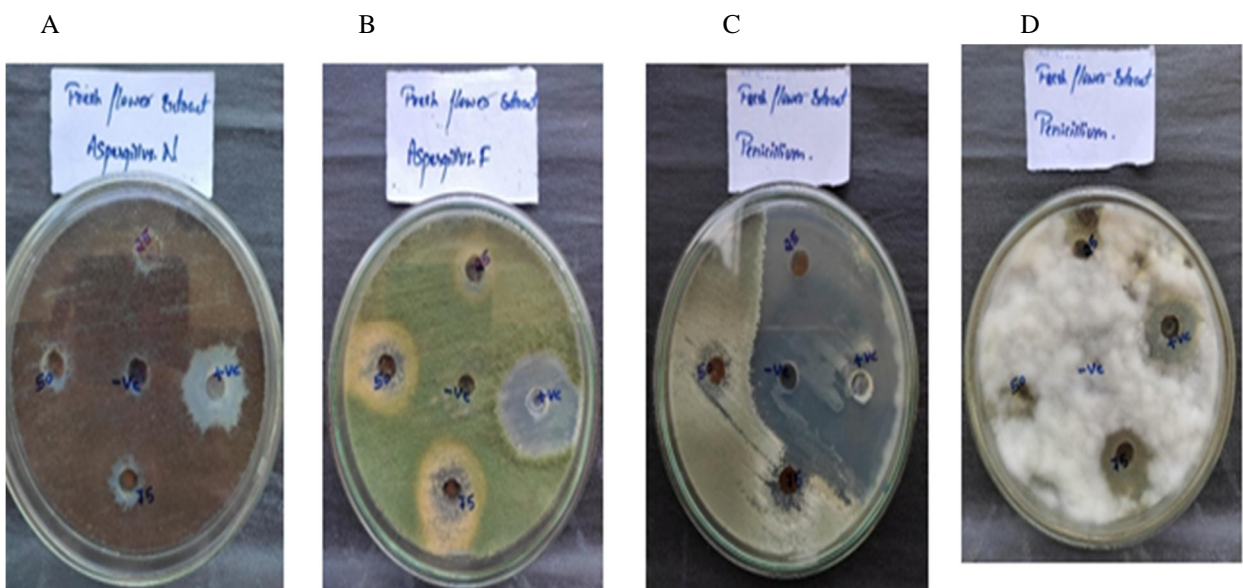 A
B
C
D
Fresh flower Extract
Aspergillus. N
Fresh flower Extract
Aspergillus. F
Fresh flower Extract
Penicillium.
Fresh flower Extract
Penicillium.
25
50
-ve
+ve
75
50
-ve
+ve
75
25
50
-ve
+ve
75
25
50
-ve
+ve
75